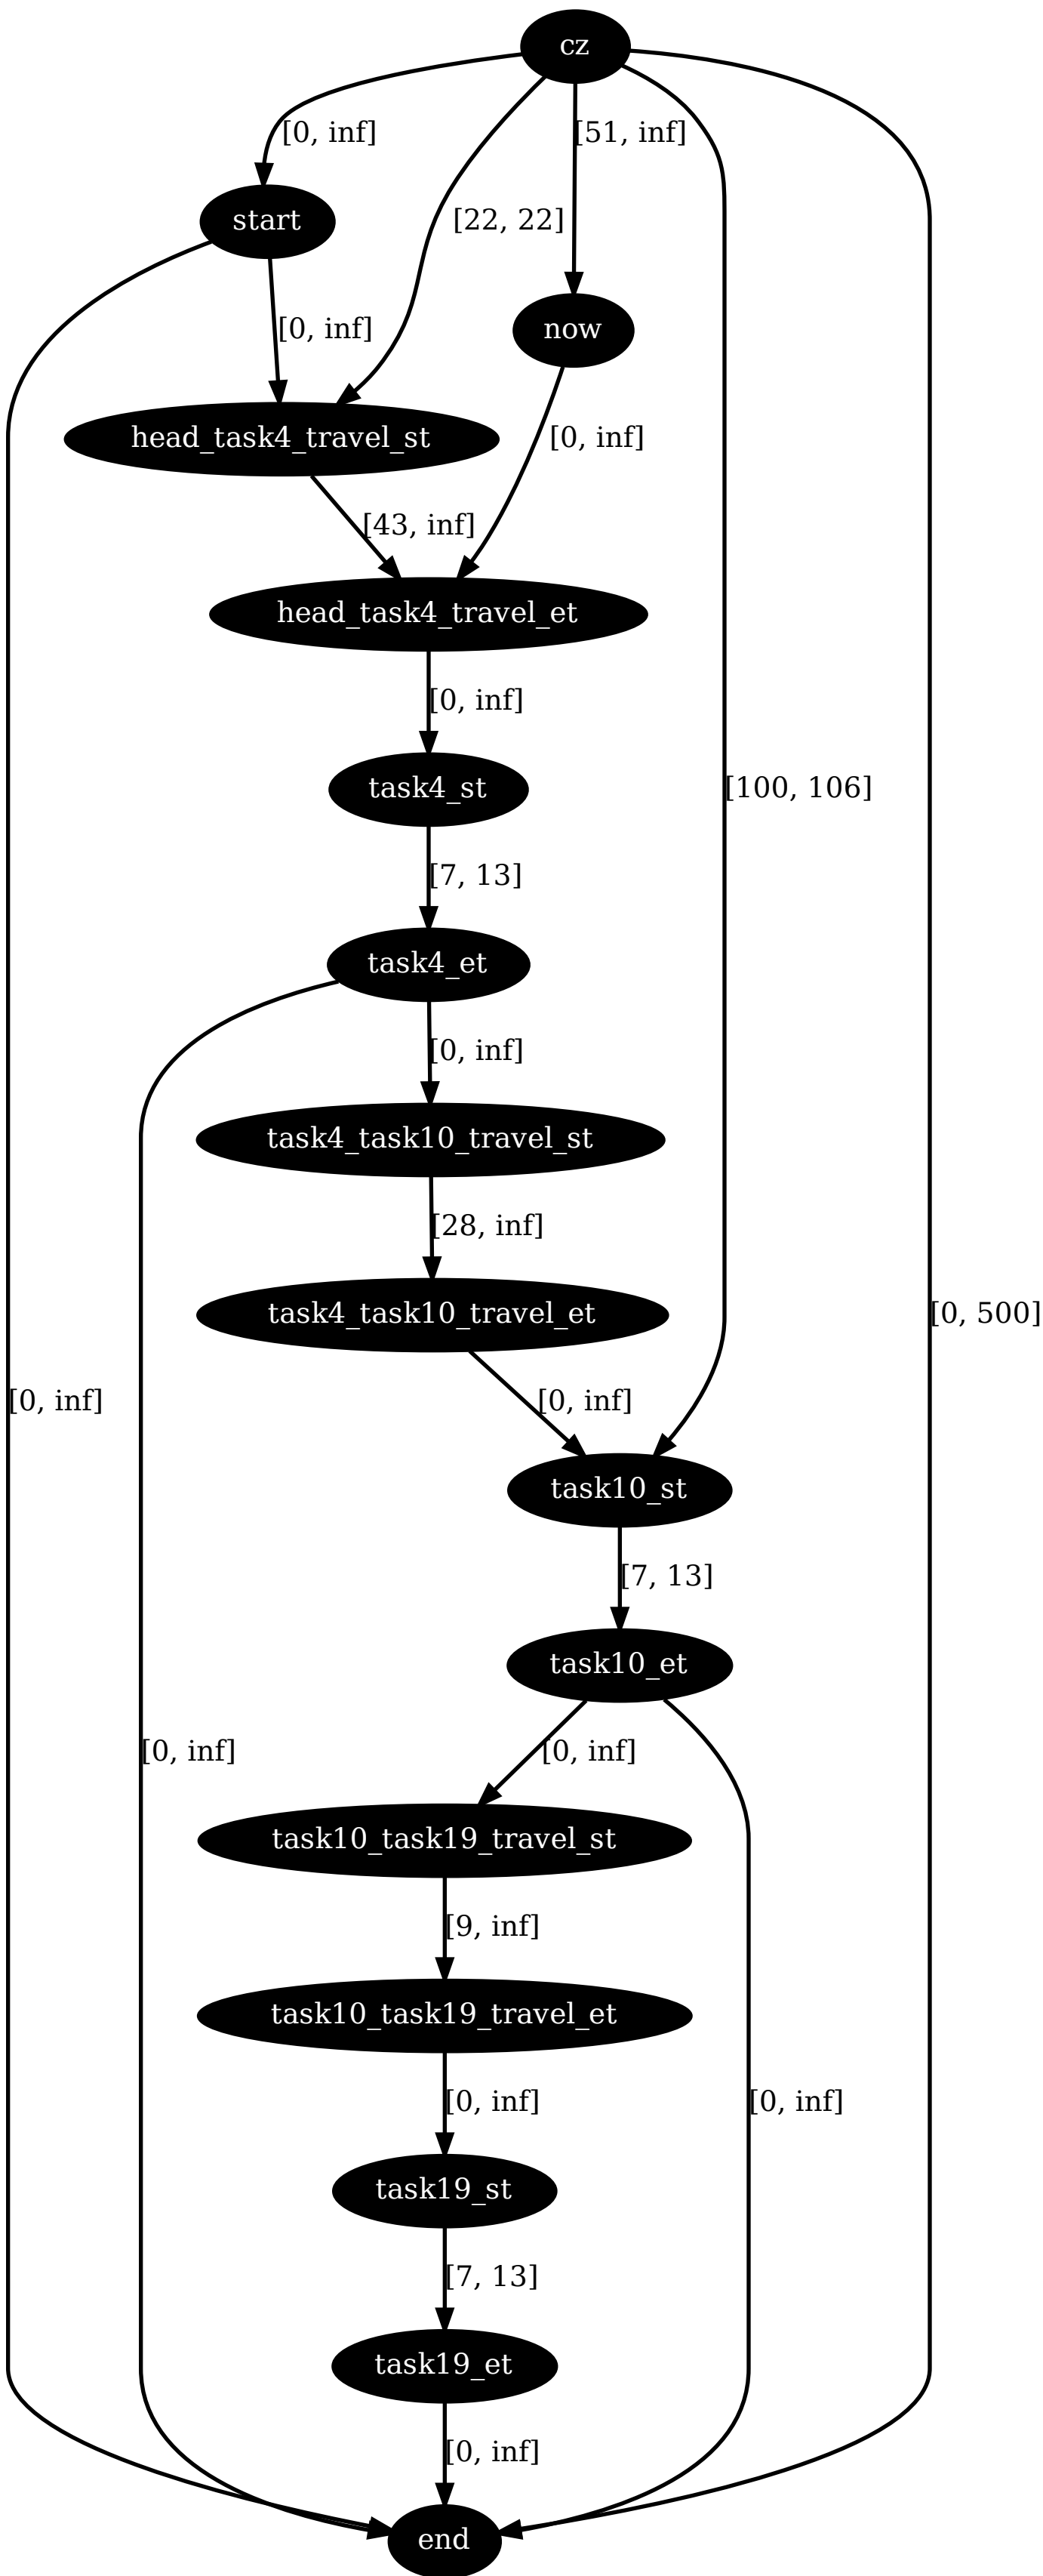 cz
[0, inf]
[51, inf]
start
[22, 22]
now
[0, inf]
head_task4_travel_st
[0, inf]
[43, inf]
head_task4_travel_et
[0, inf]
task4_st
[100, 106]
[7, 13]
task4_et
[0, inf]
task4_task10_travel_st
[28, inf]
task4_task10_travel_et
[0, 500]
[0, inf]
[0, inf]
task10_st
[7, 13]
task10_et
[0, inf]
[0, inf]
task10_task19_travel_st
[9, inf]
task10_task19_travel_et
[0, inf]
[0, inf]
task19_st
[7, 13]
task19_et
[0, inf]
end